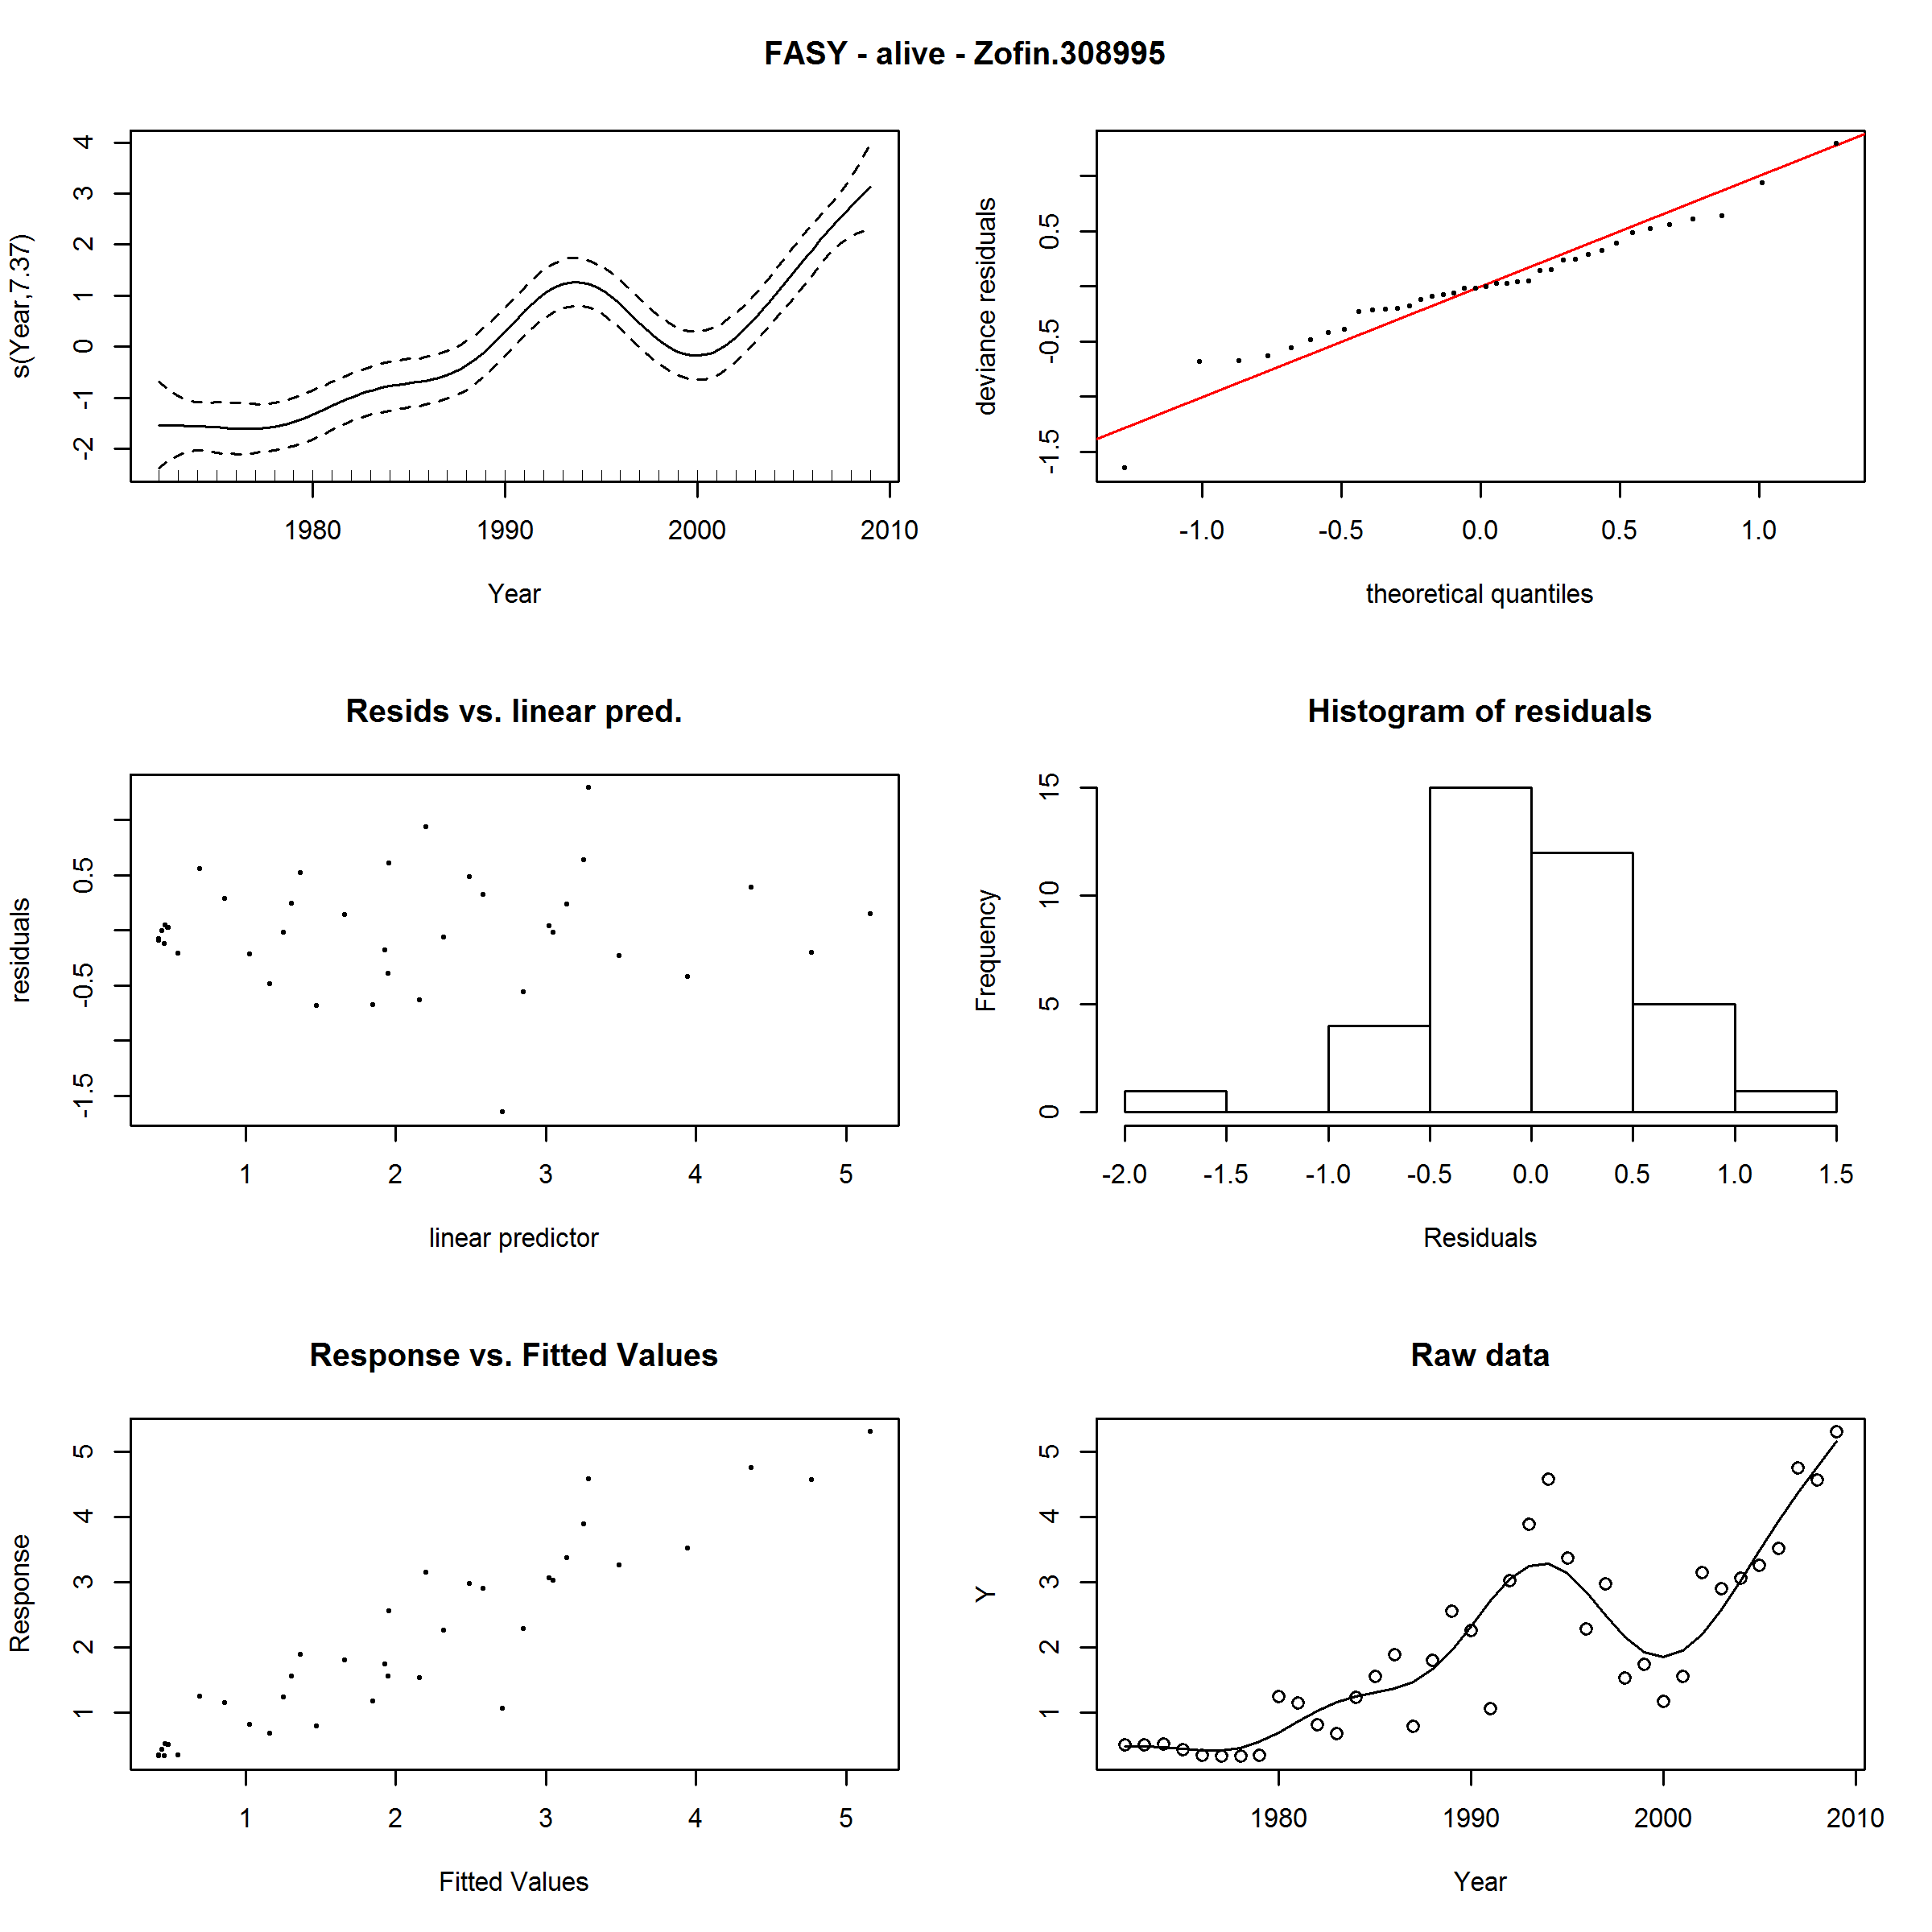 FASY - alive - Zofin.308995
s(Year,7.37)
4
3
2
1
0
-1
-2
1980 1990 2000 2010
Year
deviance residuals
0.5
-0.5
-1.5
-1.0 -0.5 0.0 0.5 1.0
theoretical quantiles
Resids vs. linear pred.
residuals
0.5
-0.5
-1.5
1 2 3 4 5
linear predictor
Histogram of residuals
Frequency
15
10
5
0
-2.0 -1.5 -1.0 -0.5 0.0 0.5 1.0 1.5
Residuals
Response vs. Fitted Values
Response
5
4
3
2
1
1 2 3 4 5
Fitted Values
Raw data
Y
5
4
3
2
1
1980 1990 2000 2010
Year